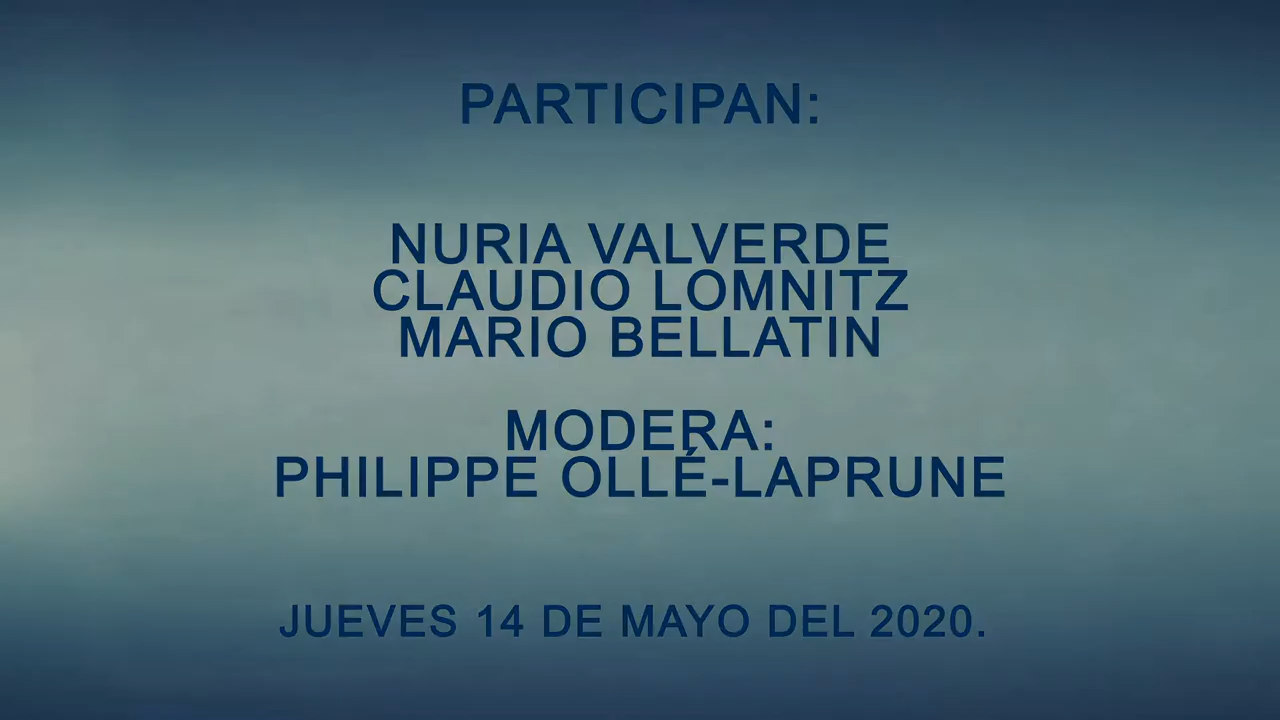 PARTICIPAN:
NURIA VALVERDE
CLAUDIO LOMNITZ
MARIO BELLATIN
MODERA:
PHILIPPE OLLÉ-LAPRUNE
JUEVES 14 DE MAYO DEL 2020.